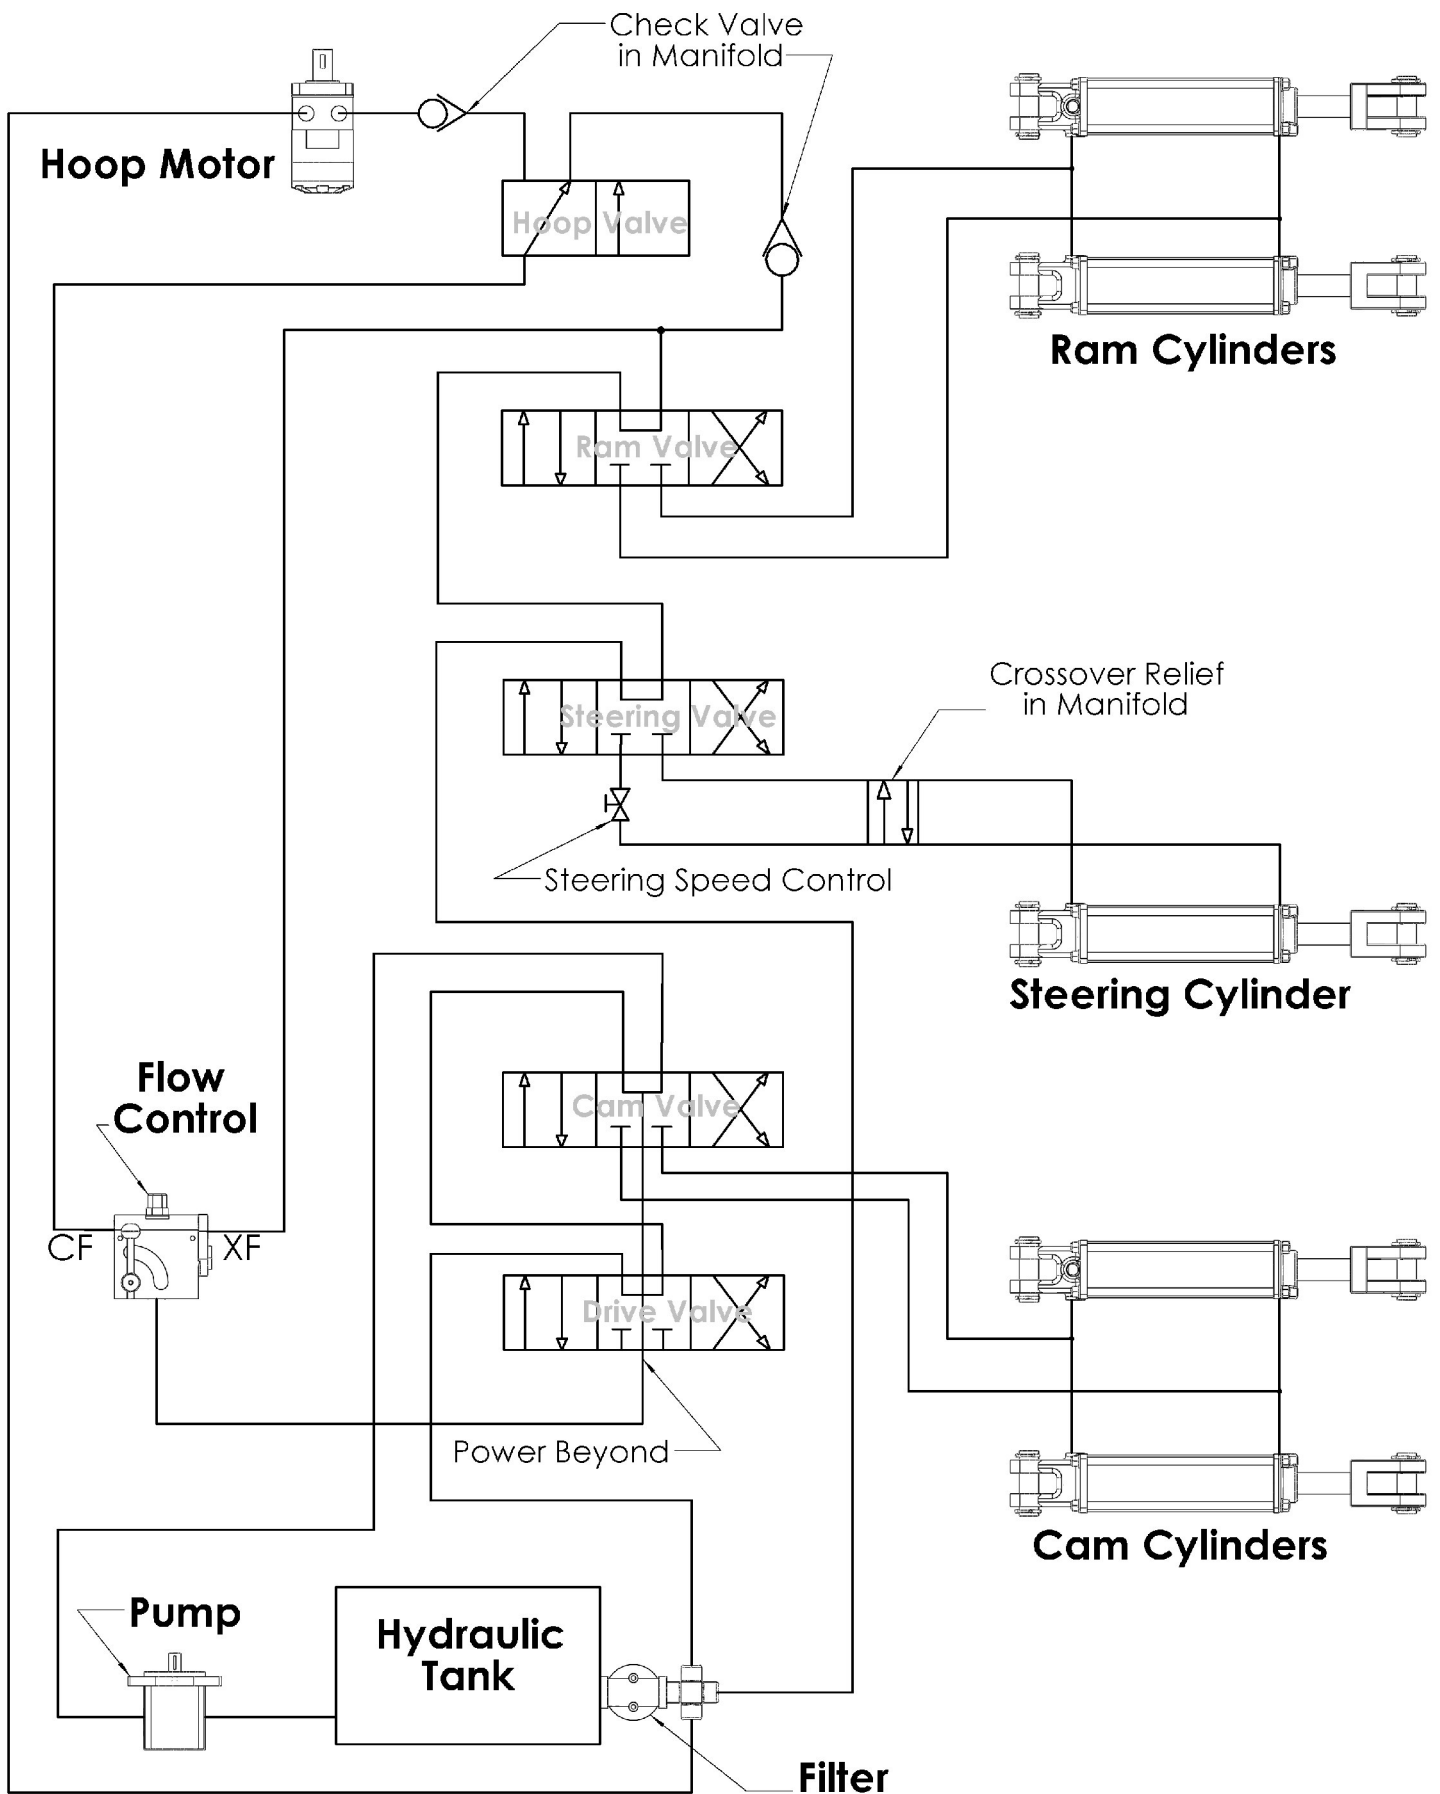 Check Valve
in Manifold
Hoop Motor
Hoop Valve
Ram Cylinders
Ram Valve
Crossover Relief
in Manifold
Steering Valve
Steering Speed Control
Steering Cylinder
Flow
Control
Cam Valve
CF
XF
Drive Valve
Power Beyond
Cam Cylinders
Pump
Hydraulic
Tank
Filter